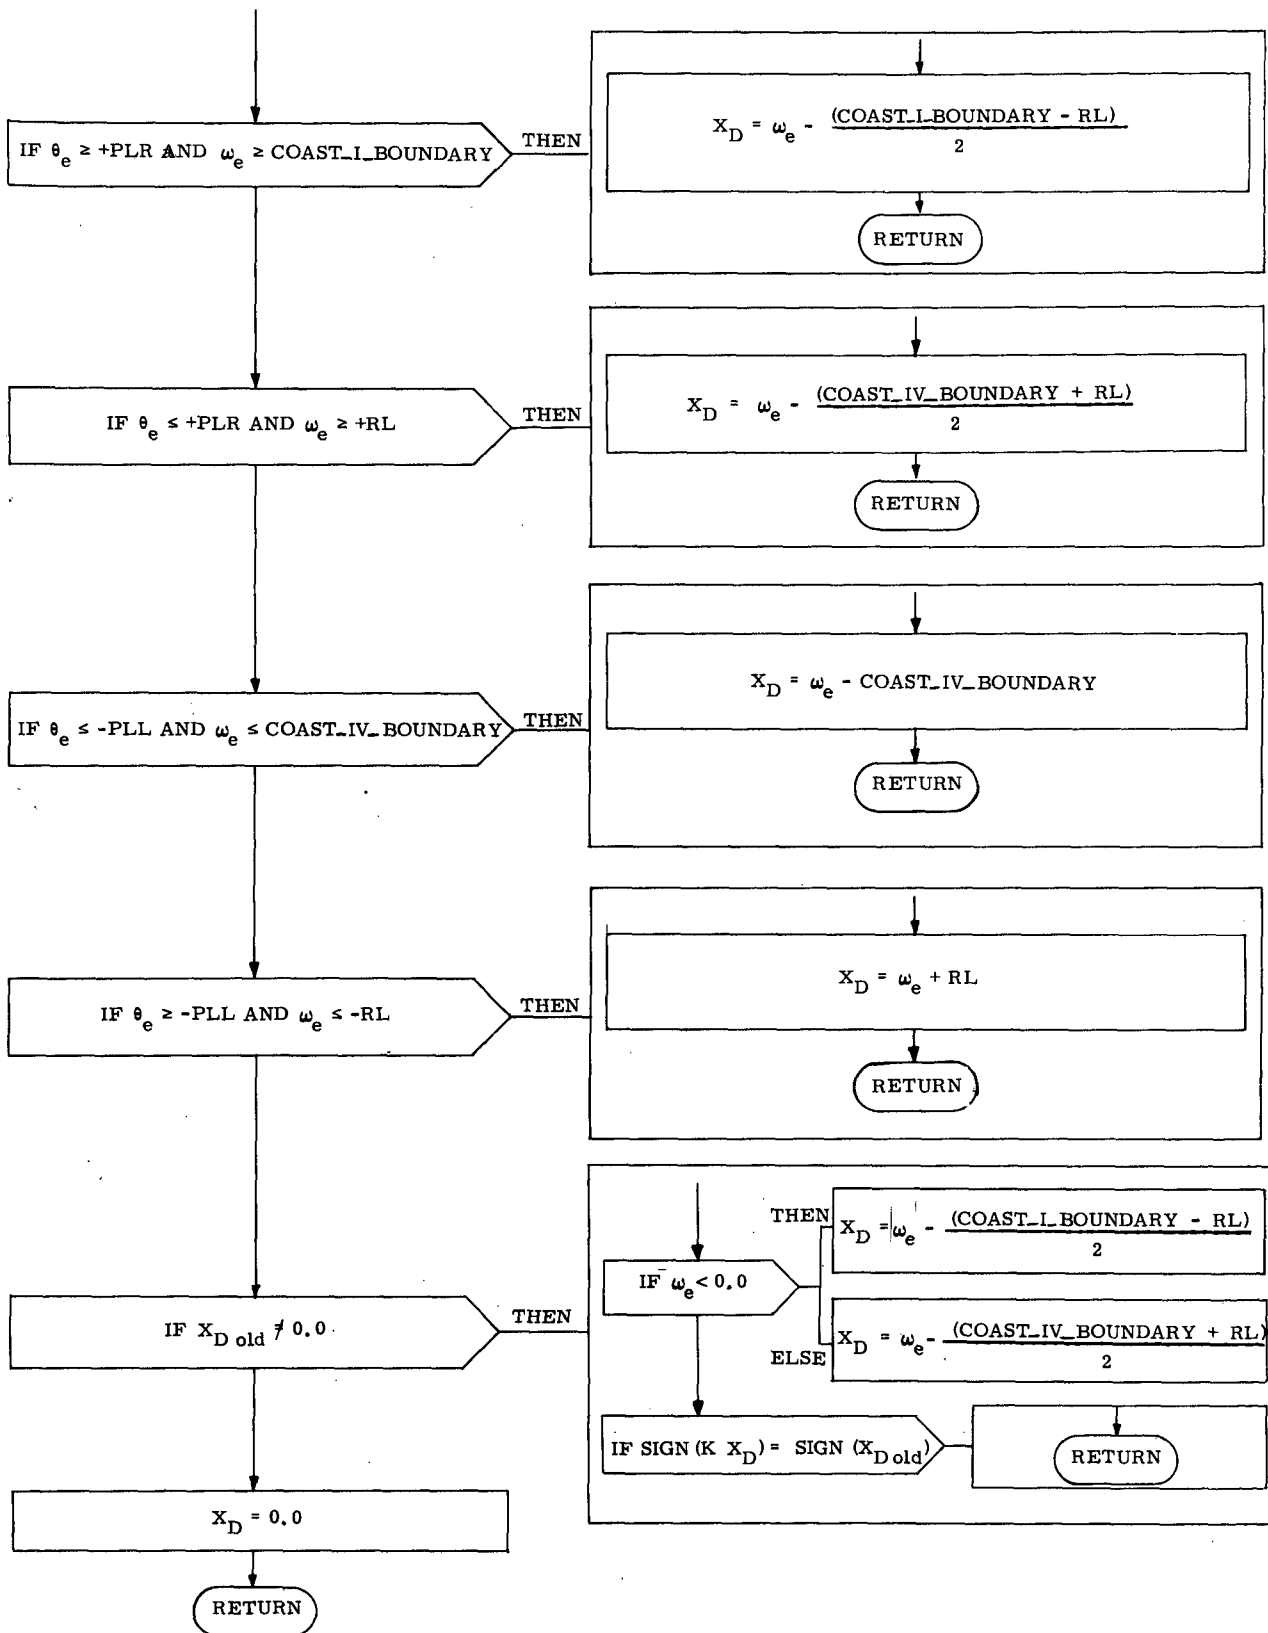 IF θe ≥ +PLR AND ωe ≥ COAST_I_BOUNDARY
THEN
XD = ωe - (COAST_I_BOUNDARY - RL)
2
RETURN
IF θe ≤ +PLR AND ωe ≥ +RL
THEN
XD = ωe - (COAST_IV_BOUNDARY + RL)
2
RETURN
IF θe ≤ -PLL AND ωe ≤ COAST_IV_BOUNDARY
THEN
XD = ωe - COAST_IV_BOUNDARY
RETURN
IF θe ≥ -PLL AND ωe ≤ -RL
THEN
XD = ωe + RL
RETURN
IF XD old ≠ 0.0
THEN
IF ωe < 0.0
THEN
XD = ωe - (COAST_I_BOUNDARY - RL)
2
ELSE
XD = ωe - (COAST_IV_BOUNDARY + RL)
2
IF SIGN (K XD) = SIGN (XD old)
RETURN
XD = 0.0
RETURN